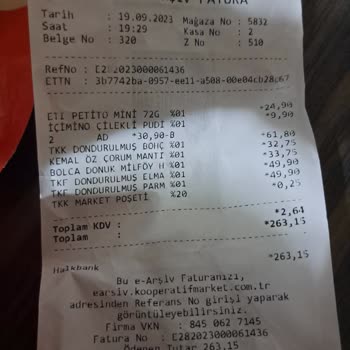 şiv FATURA
Tarih : 19.09.2023 Mağaza No : 5832
Saat : 19:29 Kasa No : 2
Belge No : 320 Z No : 510
RefNo : E282023000061436
ETTN : 3b7742ba-0957-ee11-a508-00e04cb28c67
ETİ PETİTO MİNİ 72G %01 *24,90
İÇİMİNO ÇİLEKLİ PUDİ %01 *9,90
2 AD *30,90-B
TKK DONDURULMUŞ BÖHÇ %01 *61,80
KEMAL ÖZ ÇORUM MANTI %01 *32,75
BOLCA DONUK MİLFÖY H %01 *33,75
TKF DONDURULMUŞ ELMA %01 *49,90
TKF DONDURULMUŞ PARM %01 *49,90
TKK MARKET POŞETİ %20 *0,25
Toplam KDV : *2,64
Toplam : *263,15
Halkbank *263,15
Bu e-Arşiv Faturanızı,
earsiv.kooperatifmarket.com.tr
adresinden Referans No girişi yaparak
görüntüleyebilirsiniz.
Firma VKN : 845 062 7145
Fatura No : E282023000061436
Ödenen Tutar 263,15